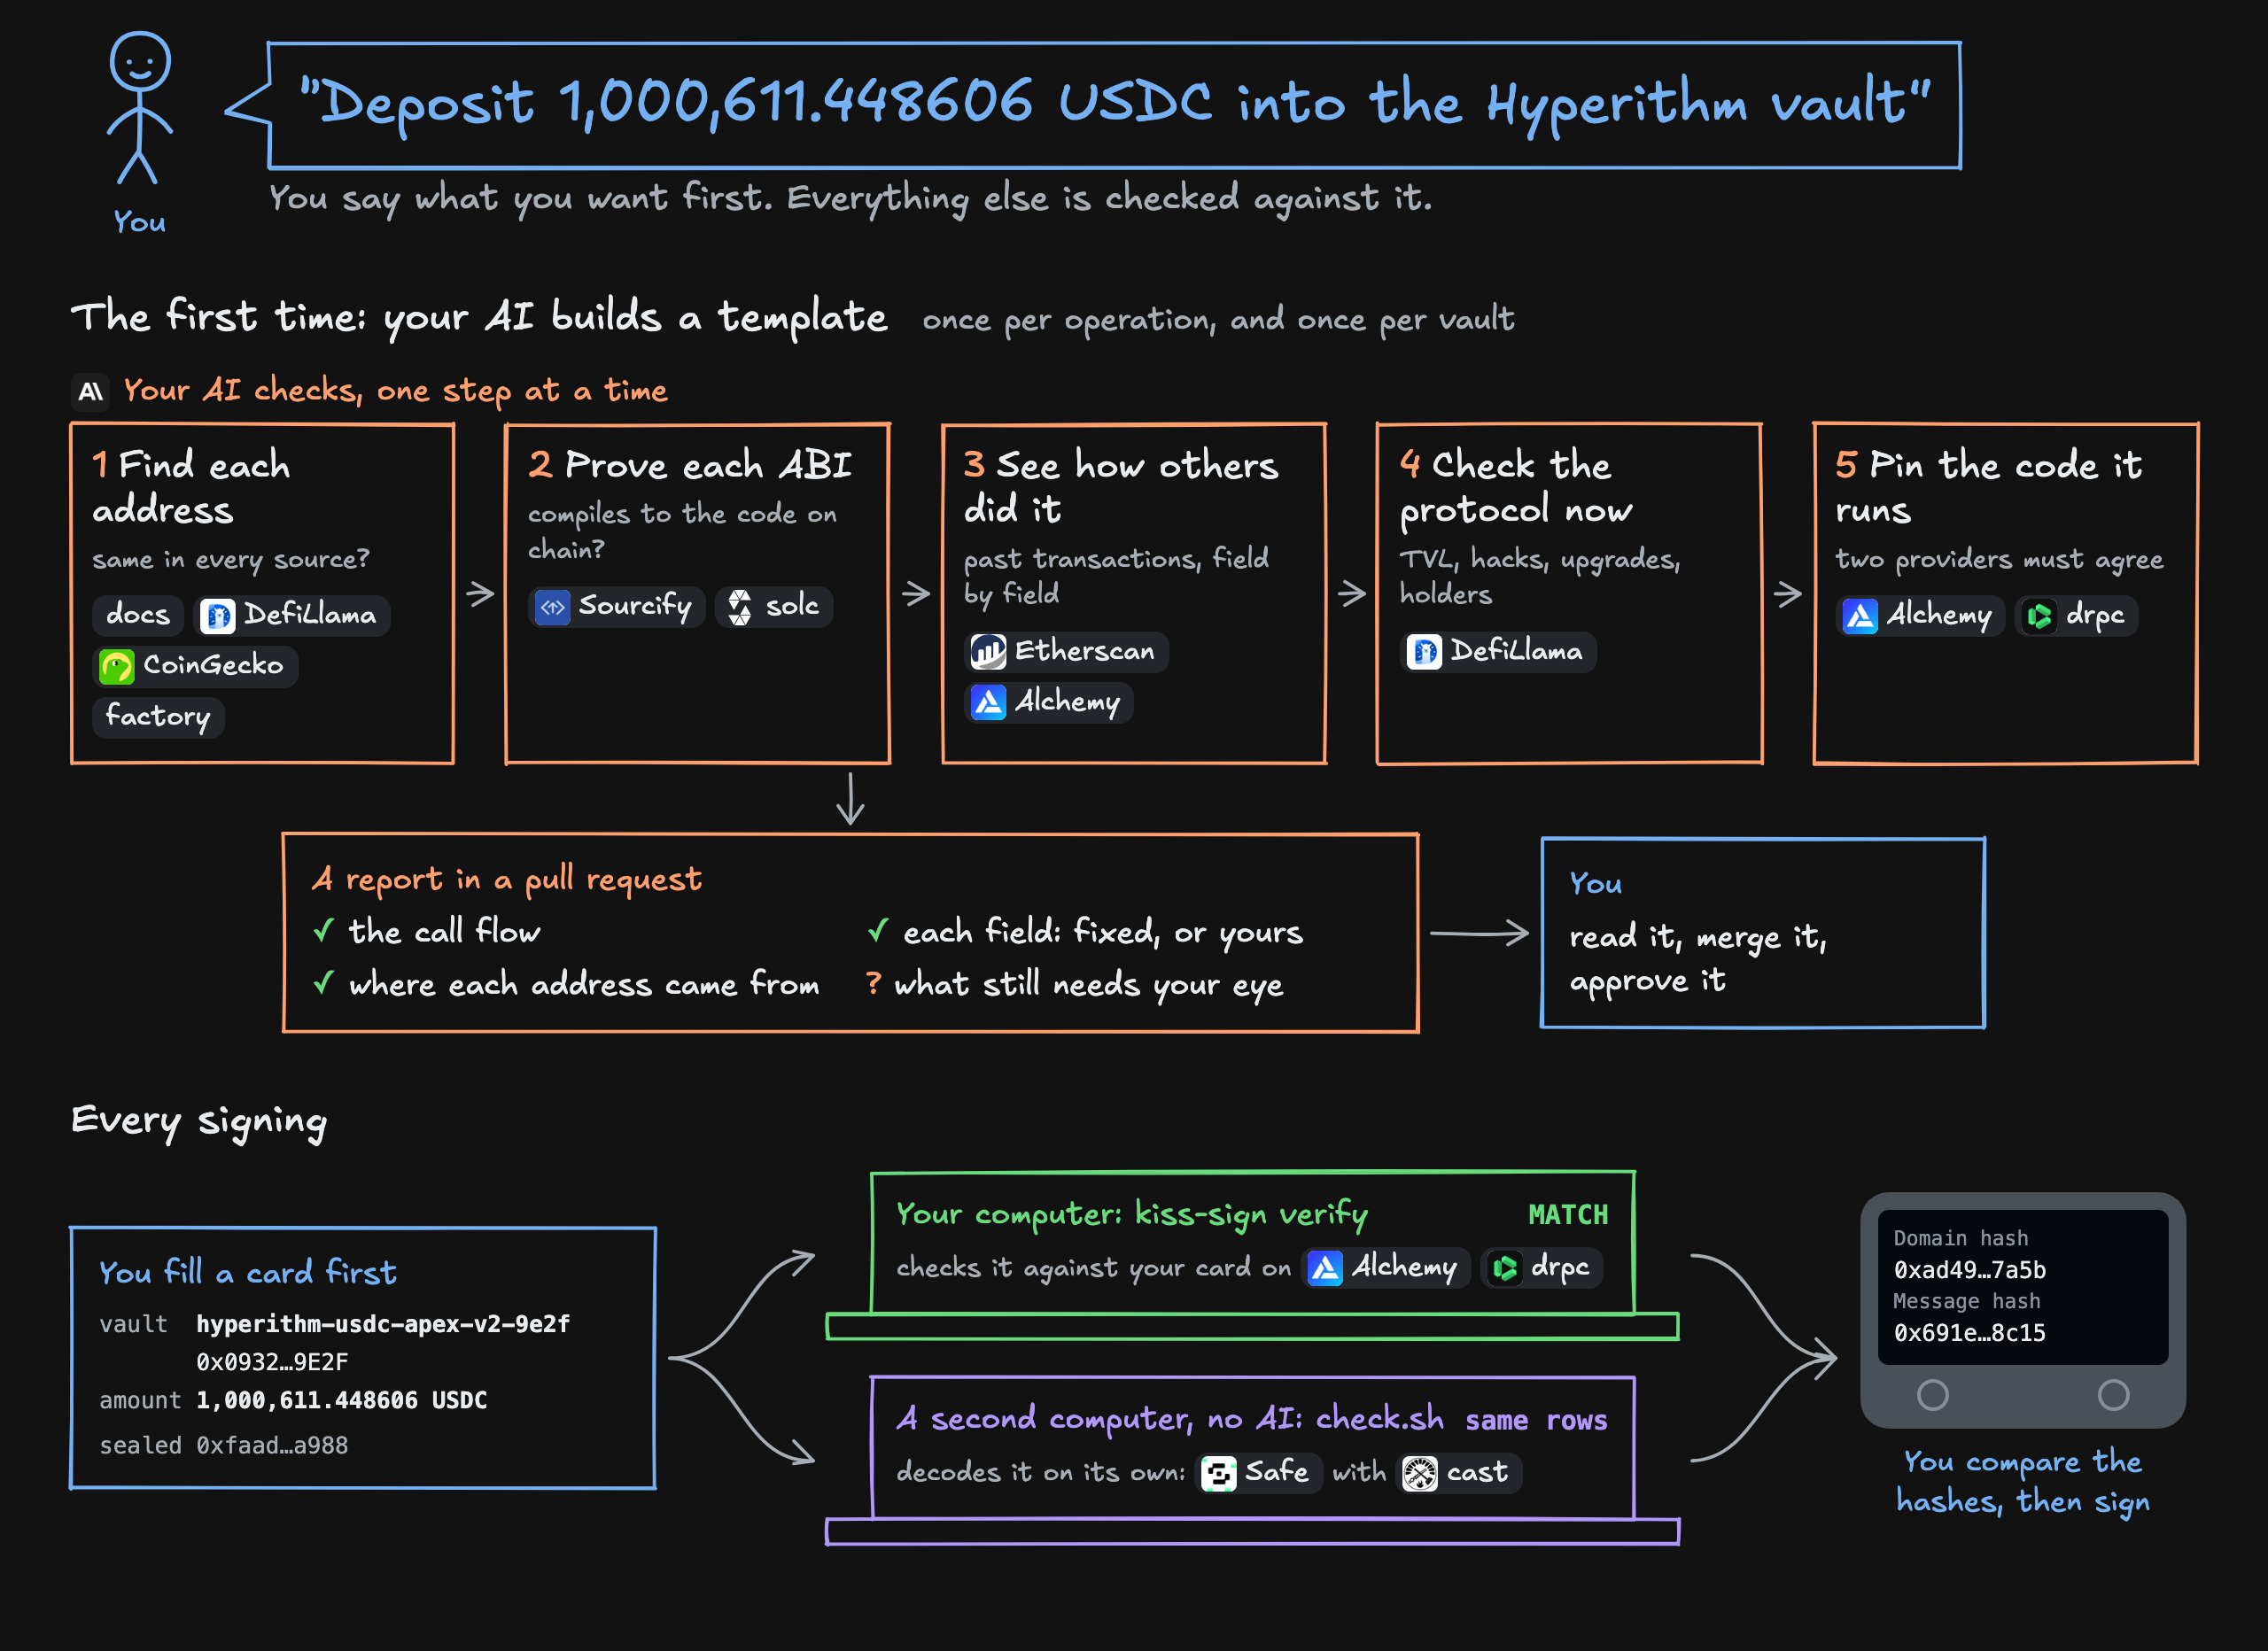 "Deposit 1,000,611.448606 USDC into the Hyperithm vault"
You
You say what you want first. Everything else is checked against it.
The first time: your AI builds a template once per operation, and once per vault
A\ Your AI checks, one step at a time
1 Find each
address
same in every source?
docs DefiLlama
CoinGecko
factory
2 Prove each ABI
compiles to the code on
chain?
Sourcify solc
3 See how others
did it
past transactions, field
by field
Etherscan
Alchemy
4 Check the
protocol now
TVL, hacks, upgrades,
holders
DefiLlama
5 Pin the code it
runs
two providers must agree
Alchemy drpc
A report in a pull request
✓ the call flow
✓ each field: fixed, or yours
✓ where each address came from
? what still needs your eye
You
read it, merge it,
approve it
Every signing
You fill a card first
vault hyperithm-usdc-apex-v2-9e2f
0x0932…9E2F
amount 1,000,611.448606 USDC
sealed 0xfaad…a988
Your computer: kiss-sign verify MATCH
checks it against your card on Alchemy drpc
A second computer, no AI: check.sh same rows
decodes it on its own: Safe with cast
Domain hash
0xad49…7a5b
Message hash
0x691e…8c15
You compare the
hashes, then sign